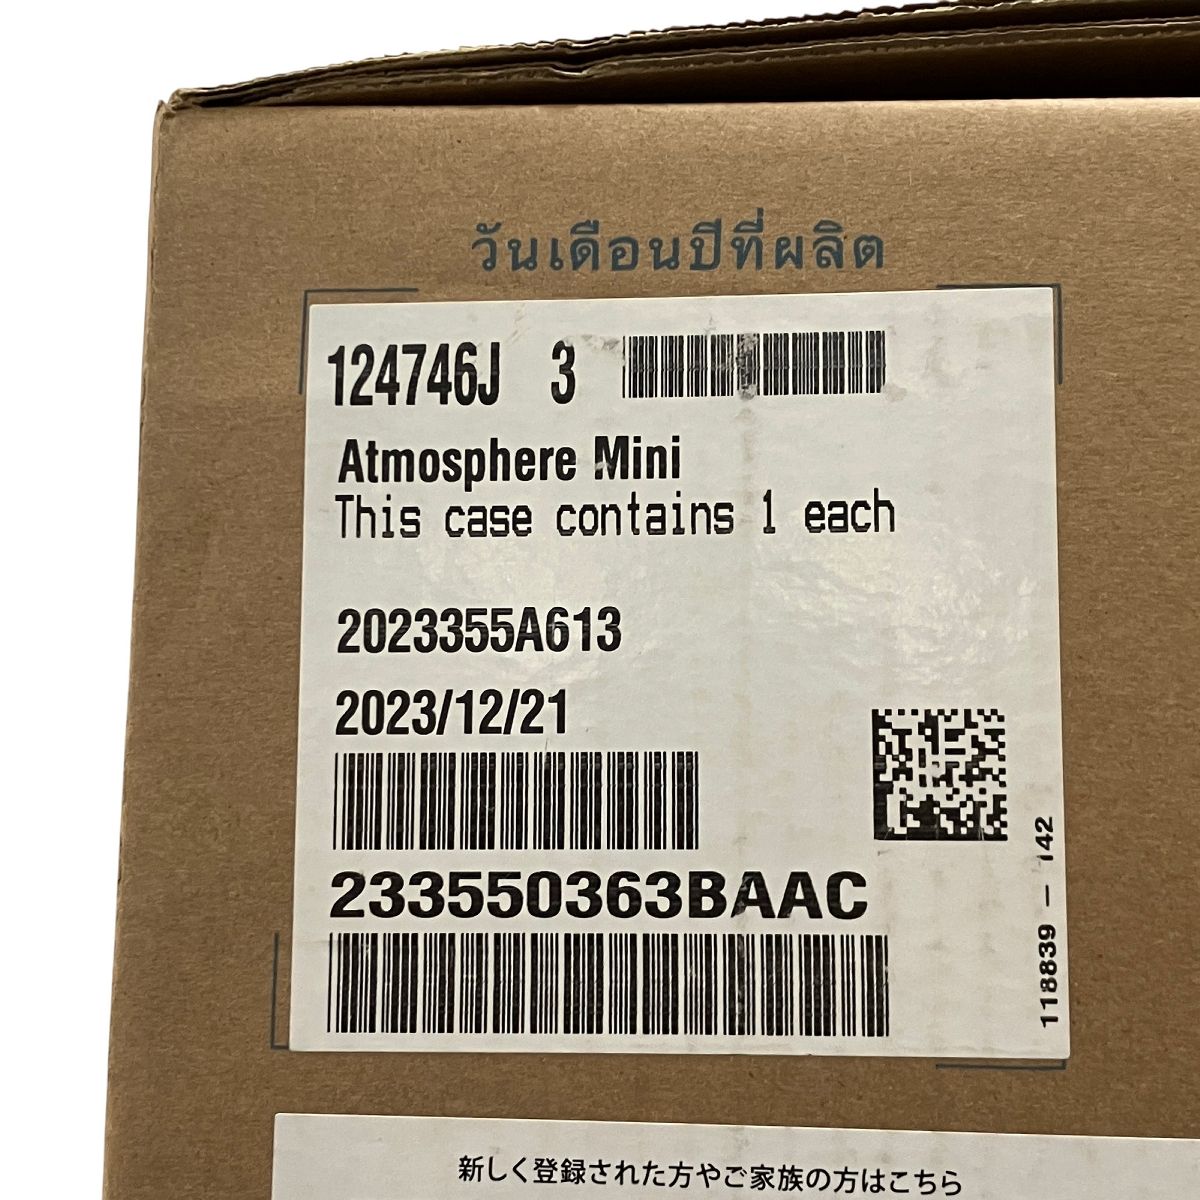 วันเดือนปีที่ผลิต
124746J 3
Atmosphere Mini
This case contains 1 each
2023355A613
2023/12/21
233550363BAAC
118839 - 142
新しく登録された方やご家族の方はこちら